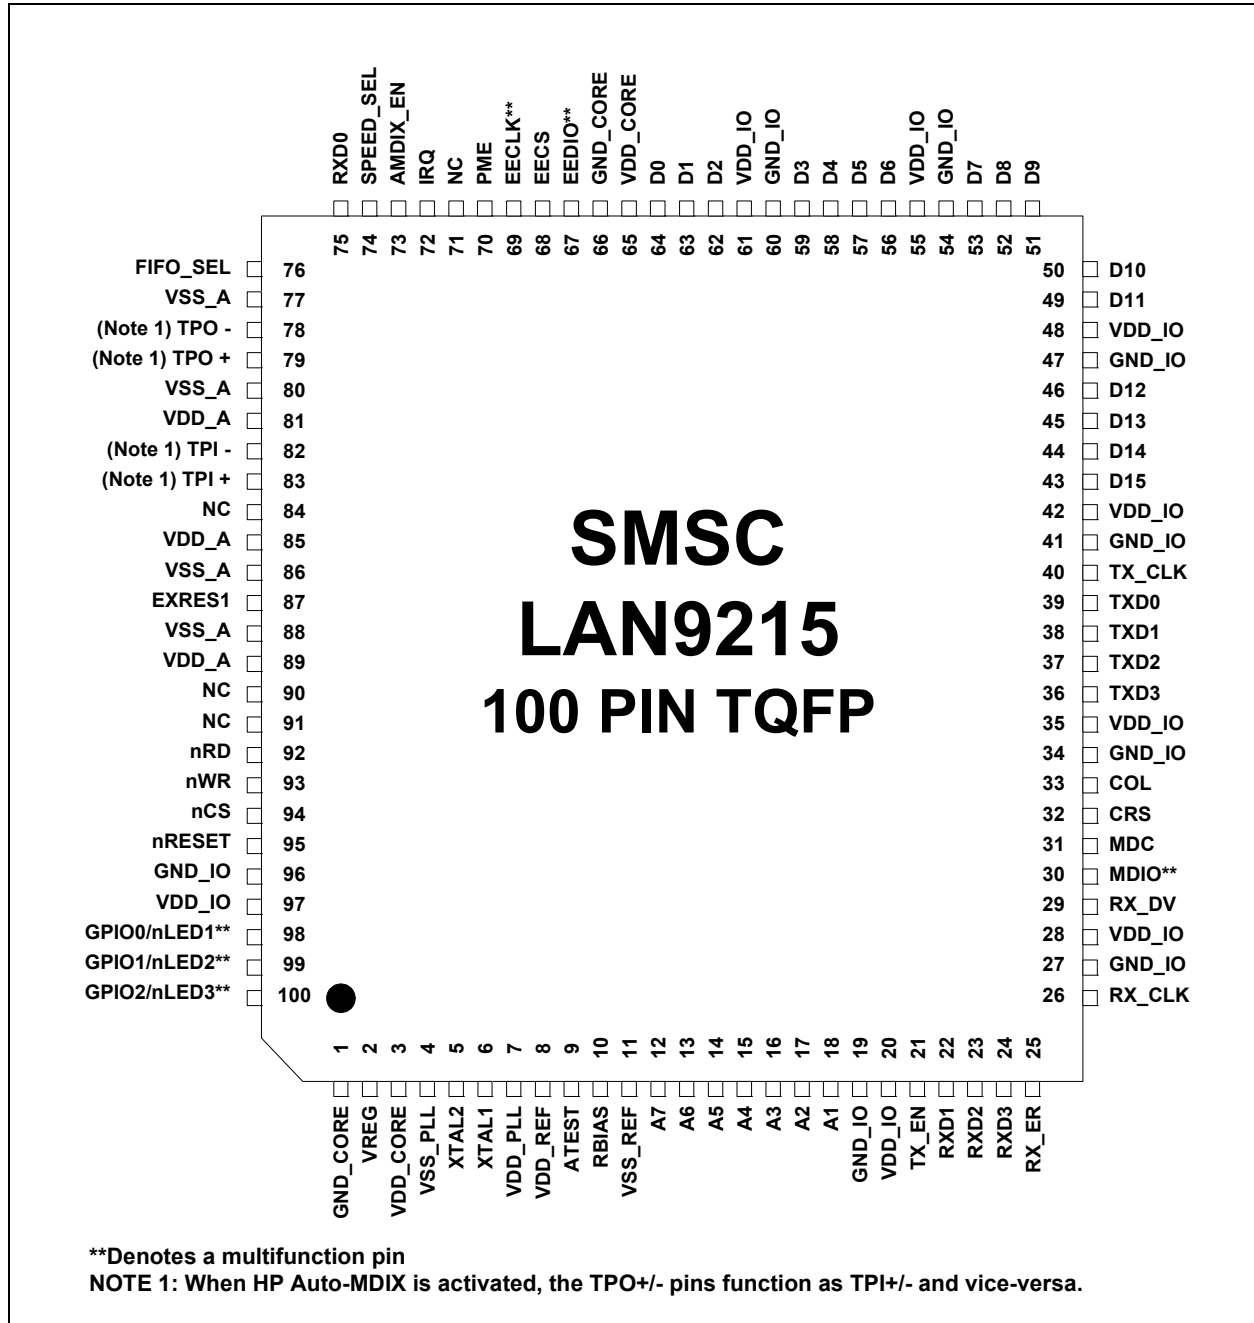 RXD0
SPEED_SEL
AMDIX_EN
IRQ
NC
PME
EECLK**
EECS
EEDIO**
GND_CORE
VDD_CORE
D0
D1
D2
VDD_IO
GND_IO
D3
D4
D5
D6
VDD_IO
GND_IO
D7
D8
D9
75
74
73
72
71
70
69
68
67
66
65
64
63
62
61
60
59
58
57
56
55
54
53
52
51
FIFO_SEL 76
VSS_A 77
(Note 1) TPO - 78
(Note 1) TPO + 79
VSS_A 80
VDD_A 81
(Note 1) TPI - 82
(Note 1) TPI + 83
NC 84
VDD_A 85
VSS_A 86
EXRES1 87
VSS_A 88
VDD_A 89
NC 90
NC 91
nRD 92
nWR 93
nCS 94
nRESET 95
GND_IO 96
VDD_IO 97
GPIO0/nLED1** 98
GPIO1/nLED2** 99
GPIO2/nLED3** 100
SMSC
LAN9215
100 PIN TQFP
50 D10
49 D11
48 VDD_IO
47 GND_IO
46 D12
45 D13
44 D14
43 D15
42 VDD_IO
41 GND_IO
40 TX_CLK
39 TXD0
38 TXD1
37 TXD2
36 TXD3
35 VDD_IO
34 GND_IO
33 COL
32 CRS
31 MDC
30 MDIO**
29 RX_DV
28 VDD_IO
27 GND_IO
26 RX_CLK
1
2
3
4
5
6
7
8
9
10
11
12
13
14
15
16
17
18
19
20
21
22
23
24
25
GND_CORE
VREG
VDD_CORE
VSS_PLL
XTAL2
XTAL1
VDD_PLL
VDD_REF
ATEST
RBIAS
VSS_REF
A7
A6
A5
A4
A3
A2
A1
GND_IO
VDD_IO
TX_EN
RXD1
RXD2
RXD3
RX_ER
**Denotes a multifunction pin
NOTE 1: When HP Auto-MDIX is activated, the TPO+/- pins function as TPI+/- and vice-versa.